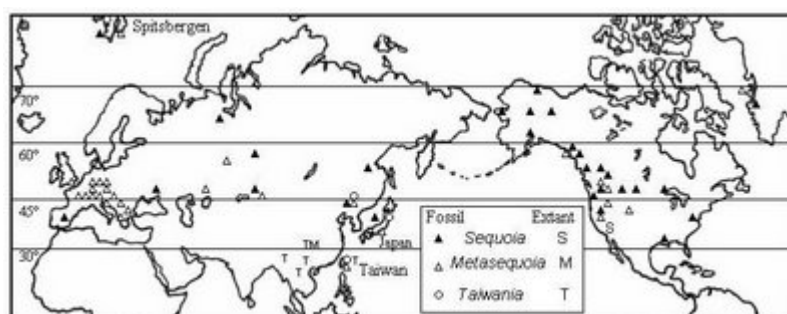 Spitsbergen
70°
60°
45°
30°
TM
T
T
T
T
Japan
Taiwan
S
Fossil Extant
▲ Sequoia S
△ Metasequoia M
○ Taiwania T